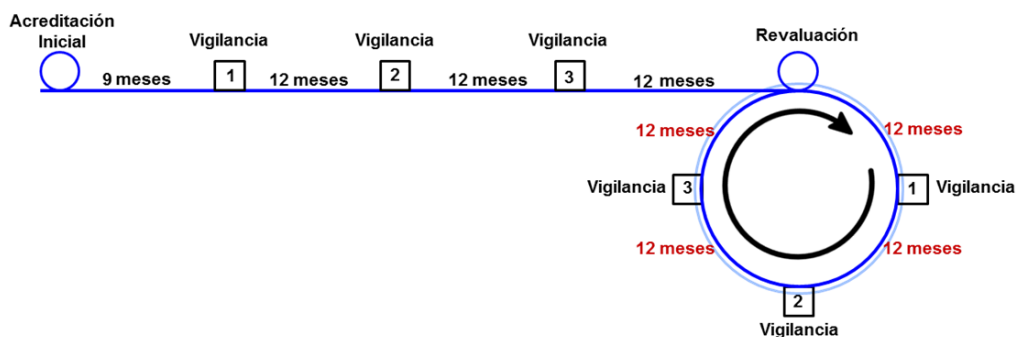 Acreditación
Inicial
Vigilancia
Vigilancia
Vigilancia
Revaluación
9 meses
1
12 meses
2
12 meses
3
12 meses
12 meses
12 meses
Vigilancia
3
1
Vigilancia
12 meses
12 meses
2
Vigilancia